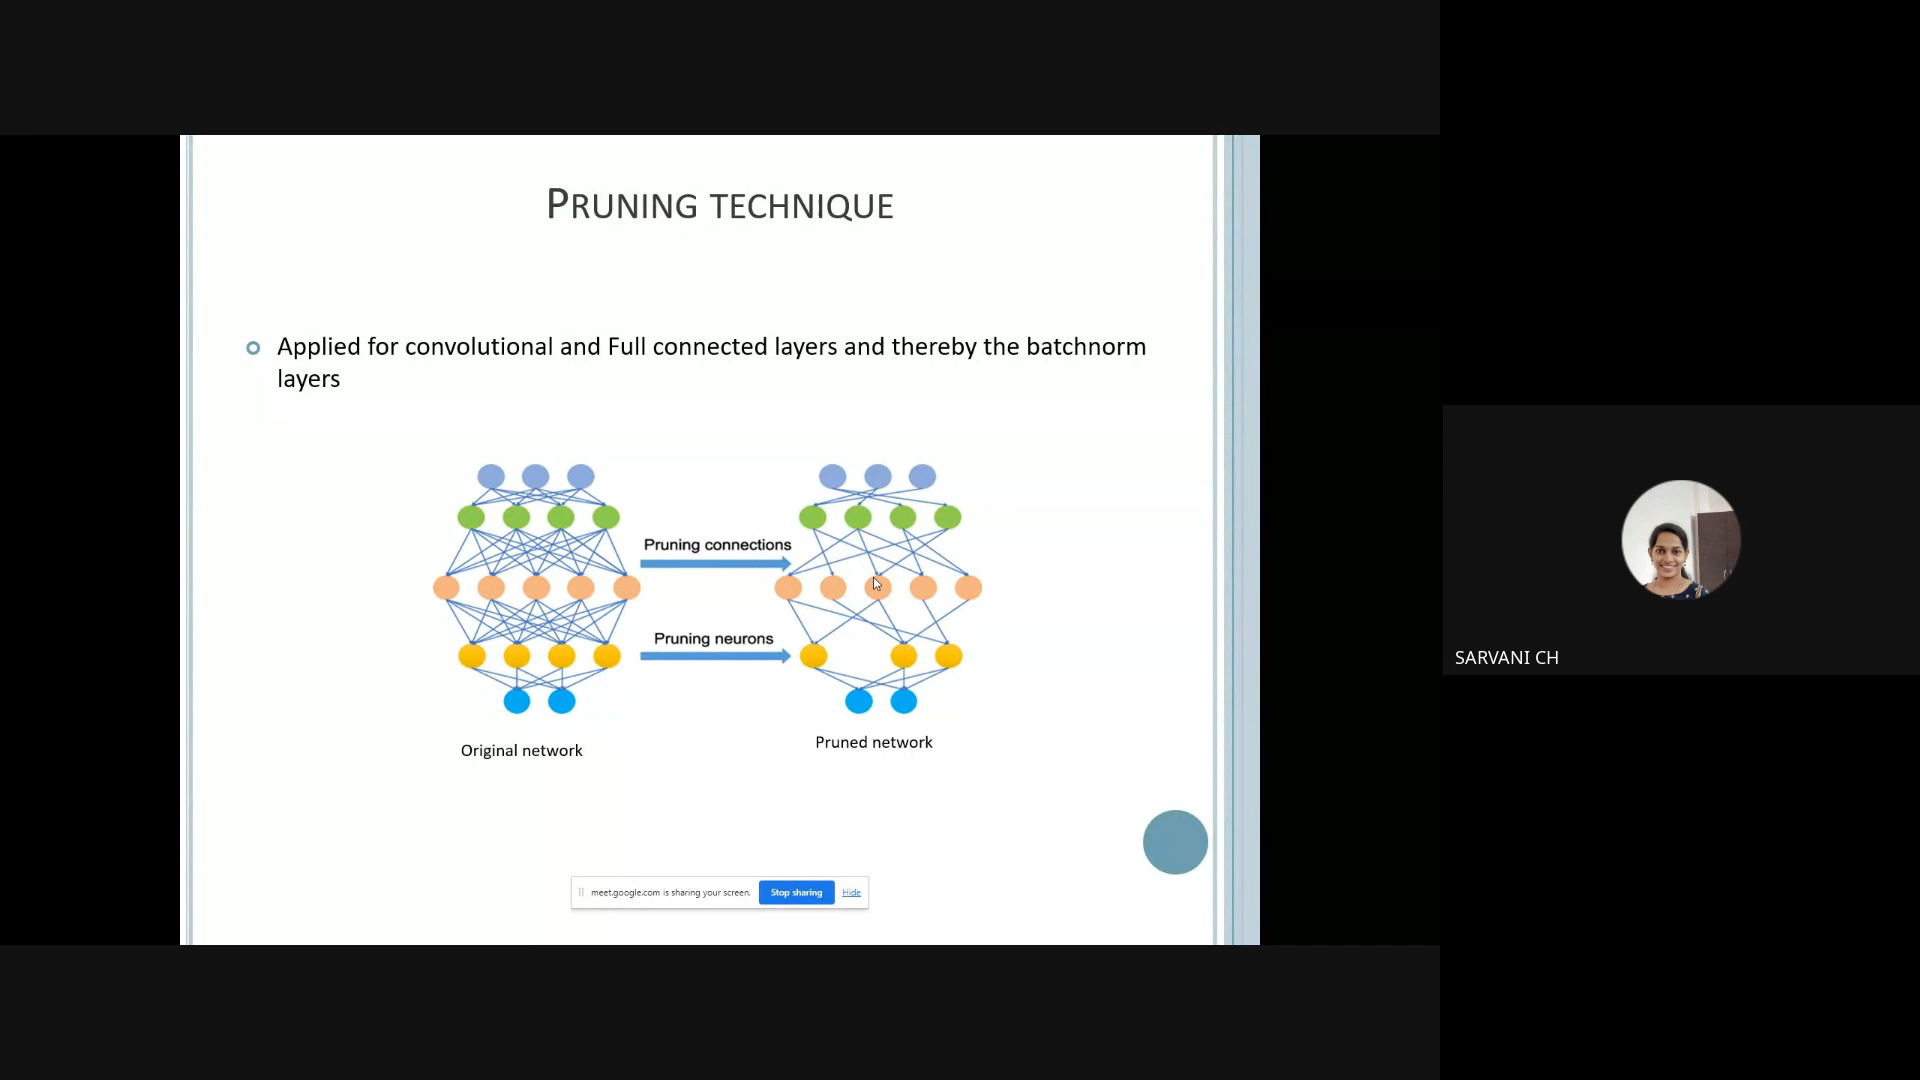 PRUNING TECHNIQUE
Applied for convolutional and Full connected layers and thereby the batchnorm
layers
Pruning connections
Pruning neurons
Original network
Pruned network
meet.google.com is sharing your screen.
Stop sharing
Hide
SARVANI CH